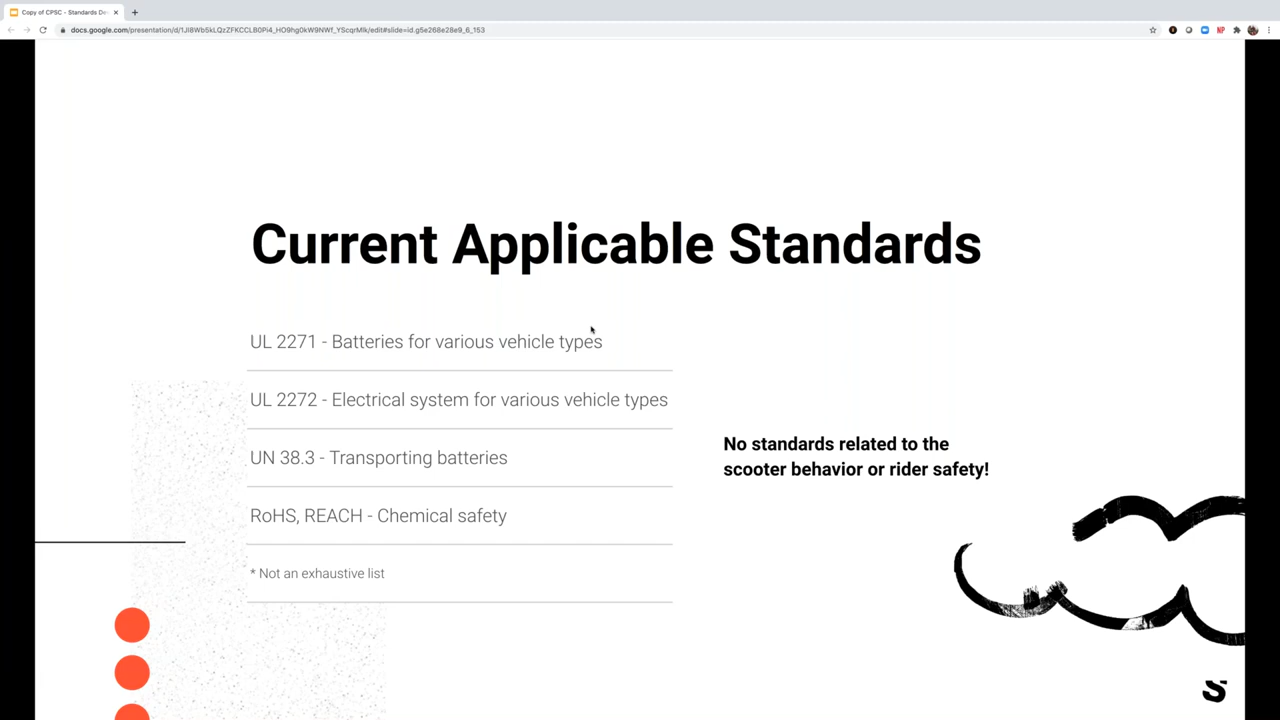 Copy of CPSC - Standards De
docs.google.com/presentation/d/1JI8Wb5kLQzZFKCCLB0Pi4_HO9hg0kW9NWf_YScqrMlk/edit#slide=id.g5e268e28e9_6_153
NP
Current Applicable Standards
UL 2271 - Batteries for various vehicle types
UL 2272 - Electrical system for various vehicle types
UN 38.3 - Transporting batteries
RoHS, REACH - Chemical safety
* Not an exhaustive list
No standards related to the
scooter behavior or rider safety!
S